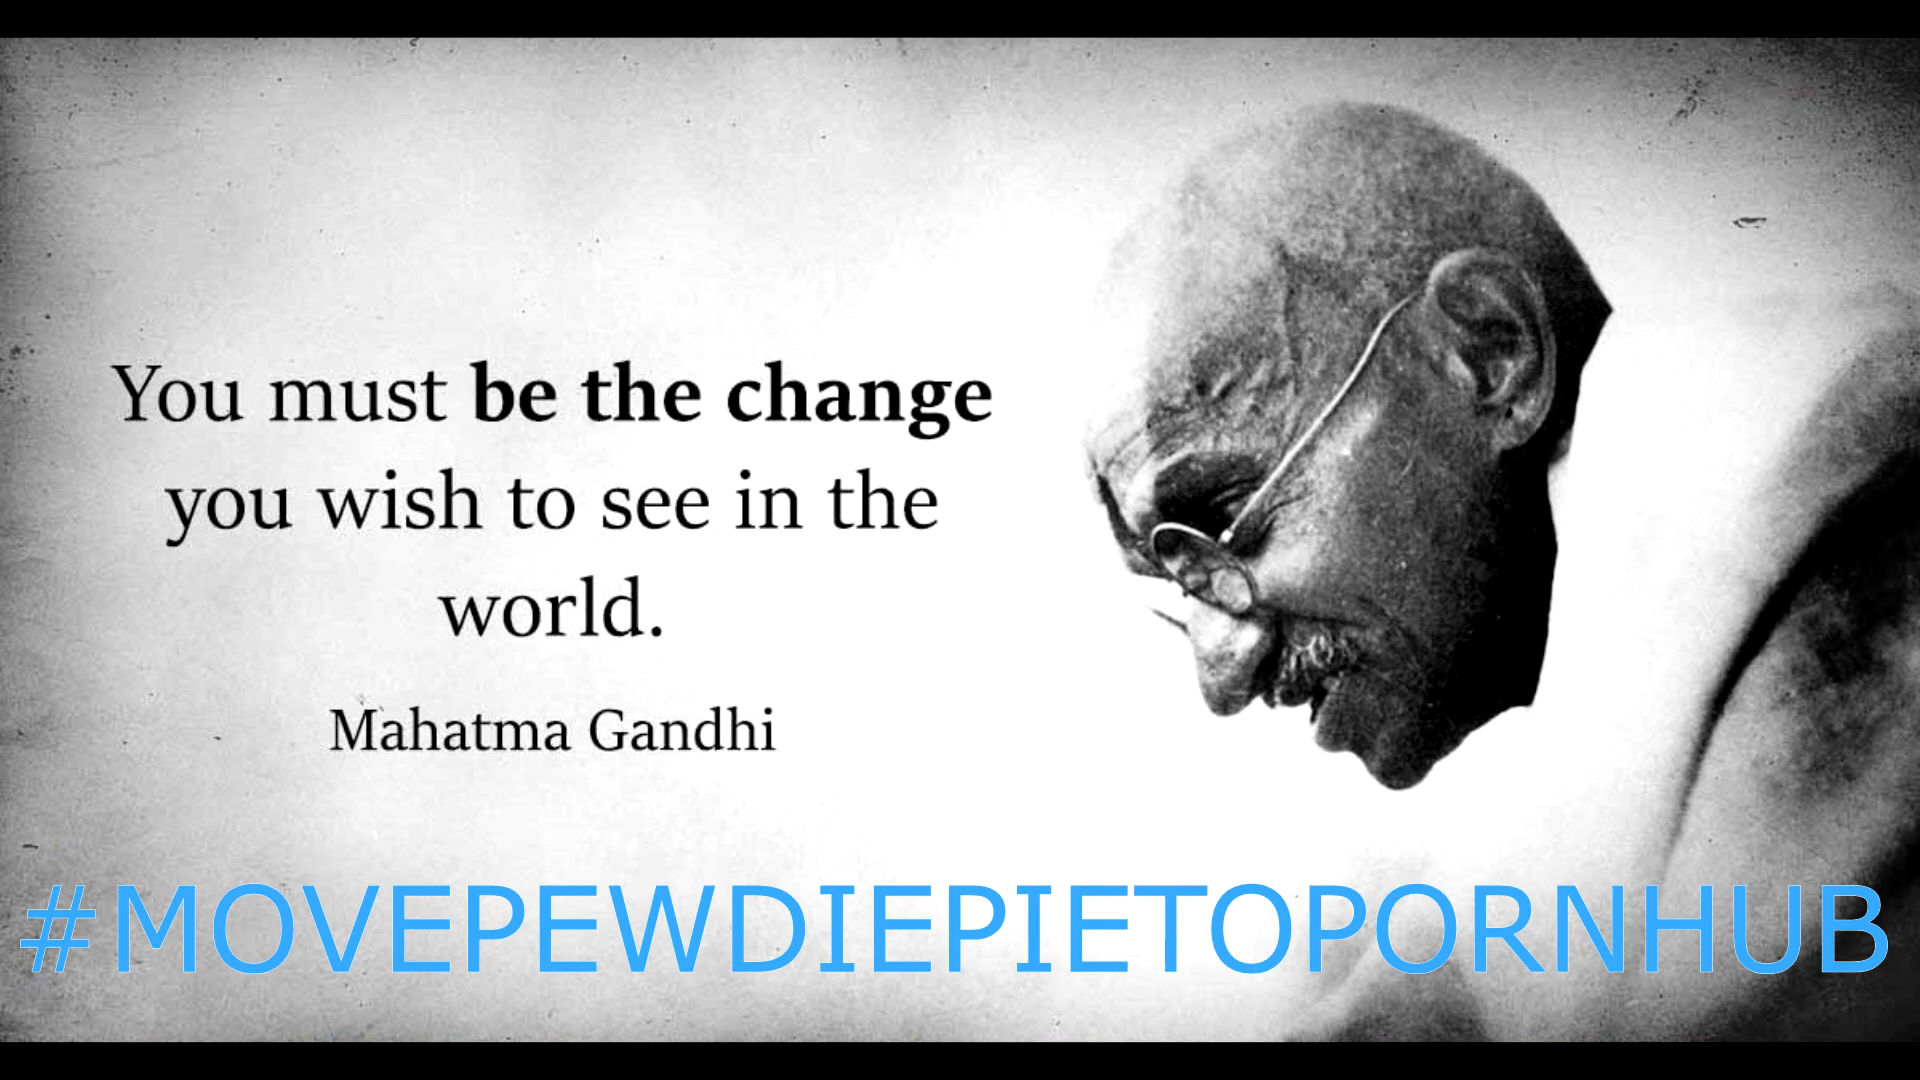 You must be the change
you wish to see in the
world.
Mahatma Gandhi
#MOVEPEWDIEPIETOPORNHUB